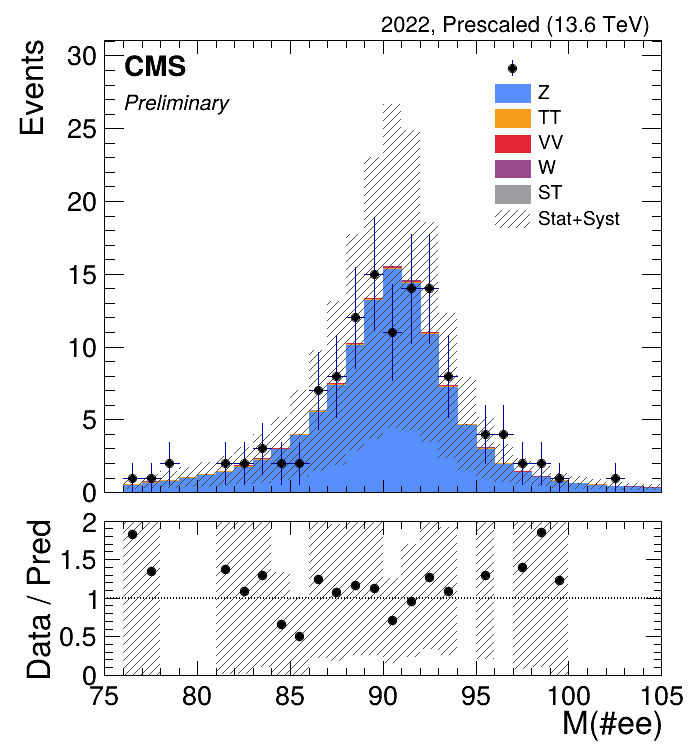 2022, Prescaled (13.6 TeV)
CMS
Preliminary
Events
30
25
20
15
10
5
0
Z
TT
VV
W
ST
Stat+Syst
Data / Pred
2
1.5
1
0.5
0
75 80 85 90 95 100 105
M(#ee)